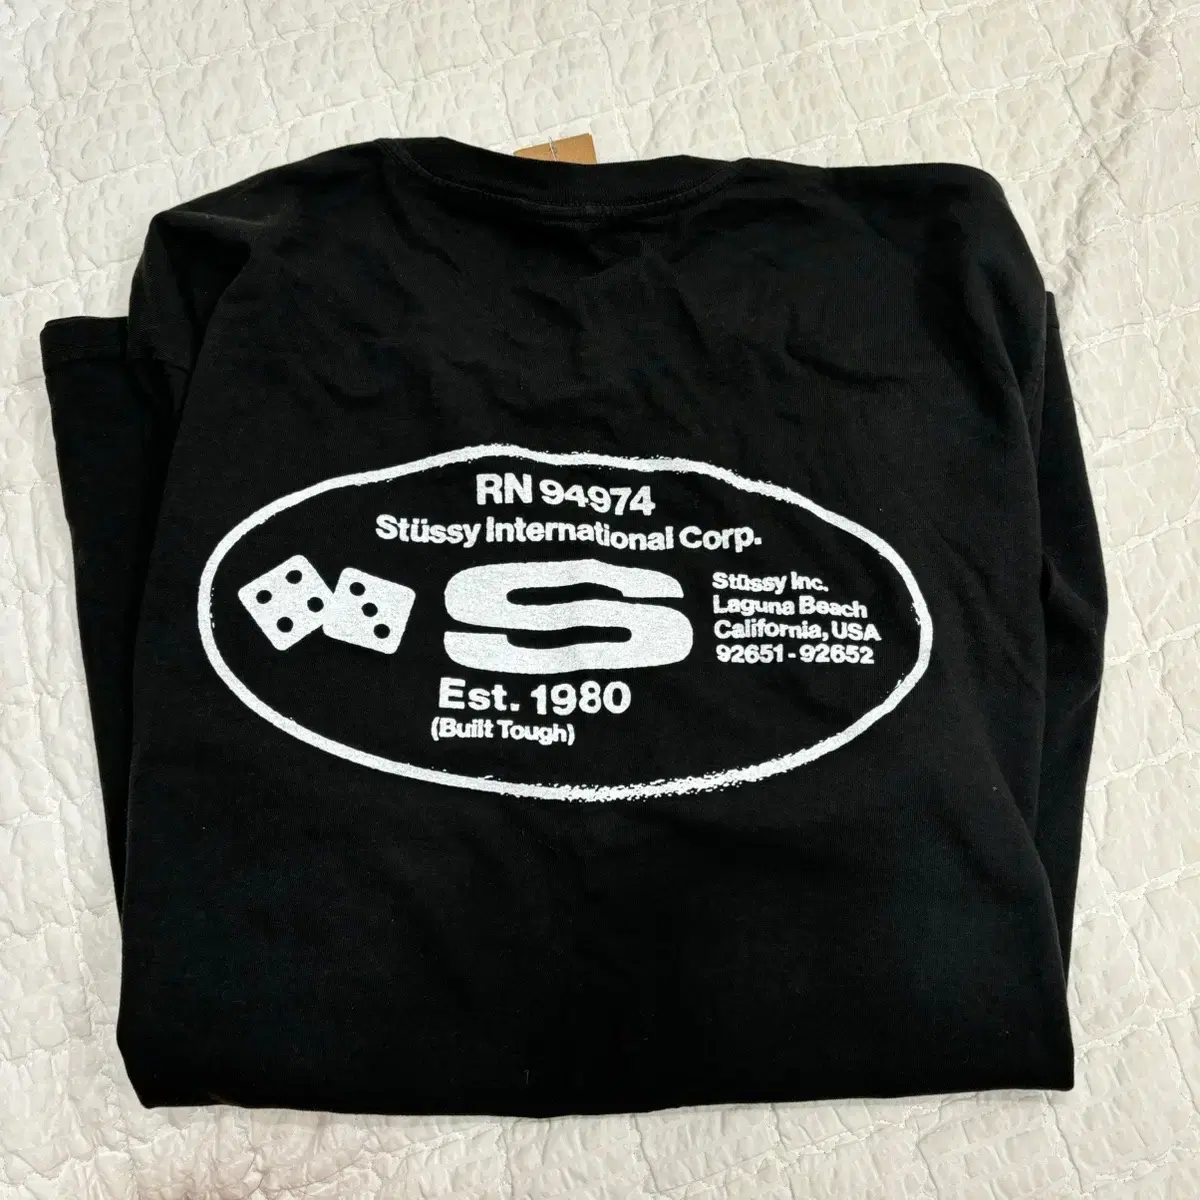 RN 94974
Stüssy International Corp.
S
Stüssy Inc.
Laguna Beach
California, USA
92651-92652
Est. 1980
(Built Tough)